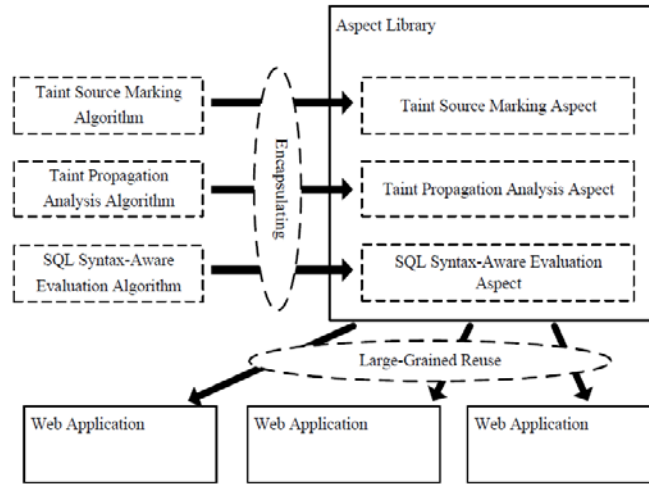 Aspect Library
Taint Source Marking
Algorithm
Taint Source Marking Aspect
Encapsulating
Taint Propagation
Analysis Algorithm
Taint Propagation Analysis Aspect
SQL Syntax-Aware
Evaluation Algorithm
SQL Syntax-Aware Evaluation
Aspect
Large-Grained Reuse
Web Application
Web Application
Web Application